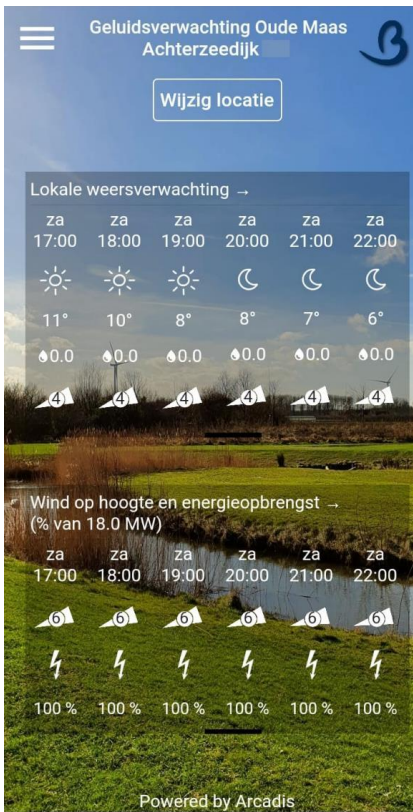 Geluidsverwachting Oude Maas
Achterzeedijk
Wijzig locatie
Lokale weersverwachting →
za za za za za za
17:00 18:00 19:00 20:00 21:00 22:00
11° 10° 8° 8° 7° 6°
0.0 0.0 0.0 0.0 0.0 0.0
4 4 4 4 4 4
Wind op hoogte en energieopbrengst →
(% van 18.0 MW)
za za za za za za
17:00 18:00 19:00 20:00 21:00 22:00
6 6 6 6 6 6
100 % 100 % 100 % 100 % 100 % 100 %
Powered by Arcadis